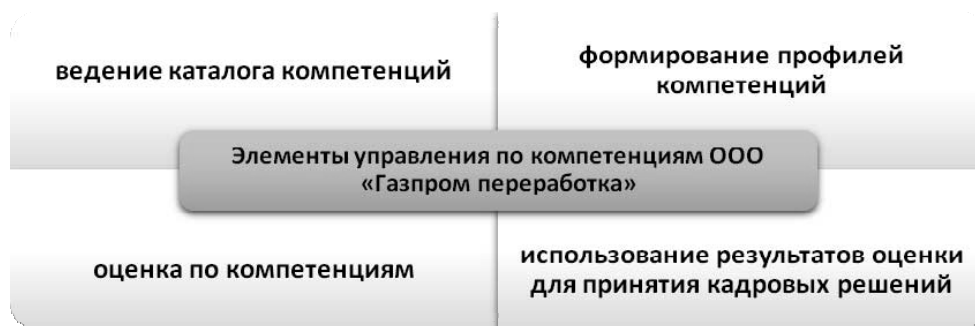 ведение каталога компетенций
формирование профилей
компетенций
Элементы управления по компетенциям ООО
«Газпром переработка»
оценка по компетенциям
использование результатов оценки
для принятия кадровых решений